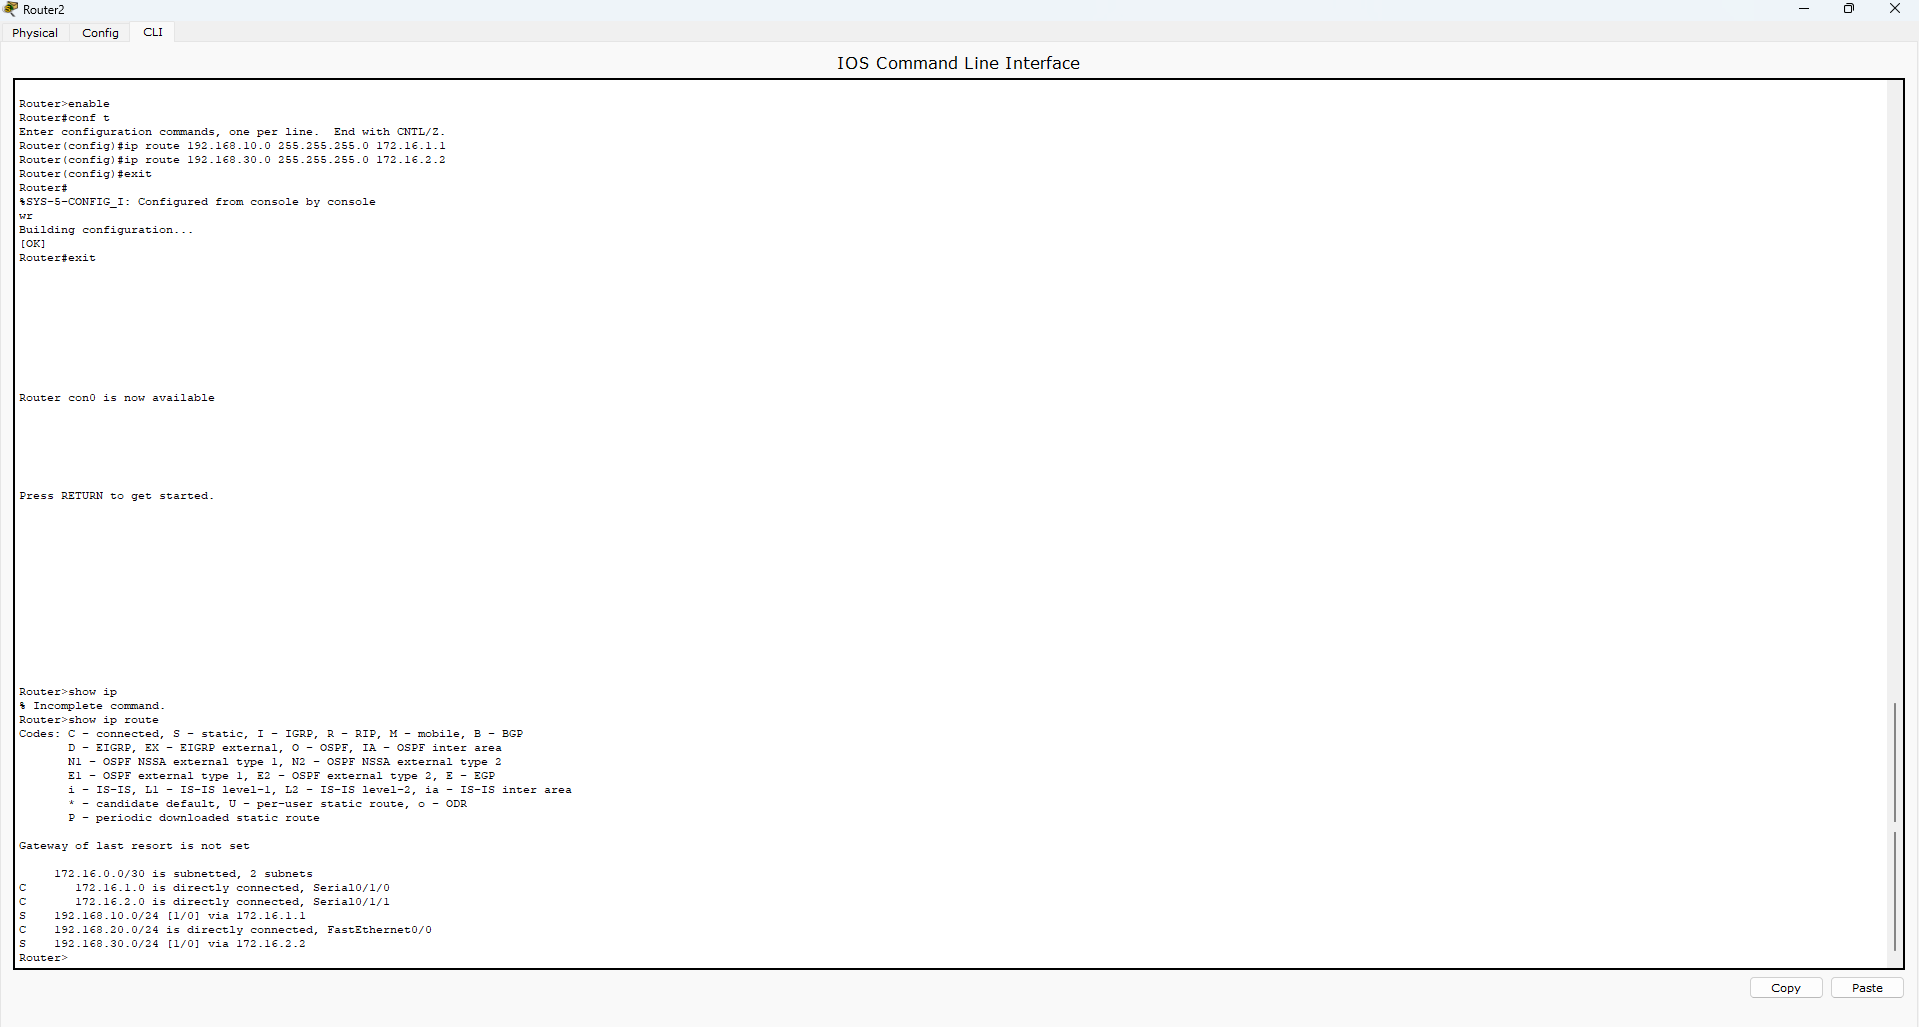 Router2
Physical Config CLI
IOS Command Line Interface
Router>enable
Router#conf t
Enter configuration commands, one per line.  End with CNTL/Z.
Router(config)#ip route 192.168.10.0 255.255.255.0 172.16.1.1
Router(config)#ip route 192.168.30.0 255.255.255.0 172.16.2.2
Router(config)#exit
Router#
%SYS-5-CONFIG_I: Configured from console by console
wr
Building configuration...
[OK]
Router#exit
Router con0 is now available
Press RETURN to get started.
Router>show ip
% Incomplete command.
Router>show ip route
Codes: C - connected, S - static, I - IGRP, R - RIP, M - mobile, B - BGP
       D - EIGRP, EX - EIGRP external, O - OSPF, IA - OSPF inter area
       N1 - OSPF NSSA external type 1, N2 - OSPF NSSA external type 2
       E1 - OSPF external type 1, E2 - OSPF external type 2, E - EGP
       i - IS-IS, L1 - IS-IS level-1, L2 - IS-IS level-2, ia - IS-IS inter area
       * - candidate default, U - per-user static route, o - ODR
       P - periodic downloaded static route
Gateway of last resort is not set
     172.16.0.0/30 is subnetted, 2 subnets
C       172.16.1.0 is directly connected, Serial0/1/0
C       172.16.2.0 is directly connected, Serial0/1/1
S    192.168.10.0/24 [1/0] via 172.16.1.1
C    192.168.20.0/24 is directly connected, FastEthernet0/0
S    192.168.30.0/24 [1/0] via 172.16.2.2
Router>
Copy Paste